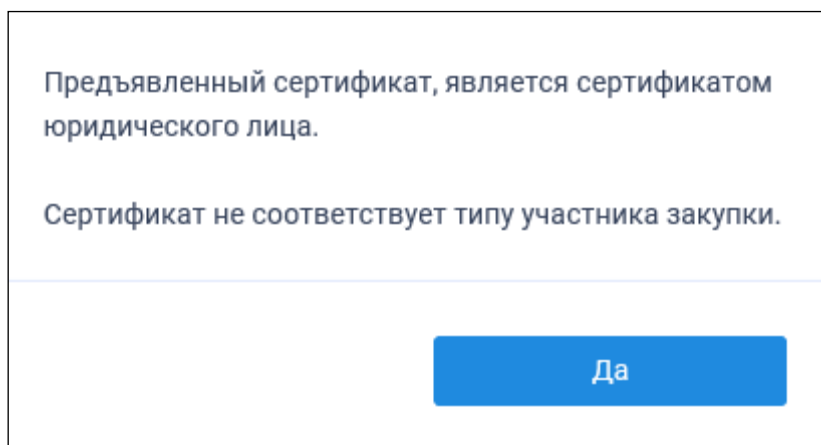 Предъявленный сертификат, является сертификатом
юридического лица.
Сертификат не соответствует типу участника закупки.
Да